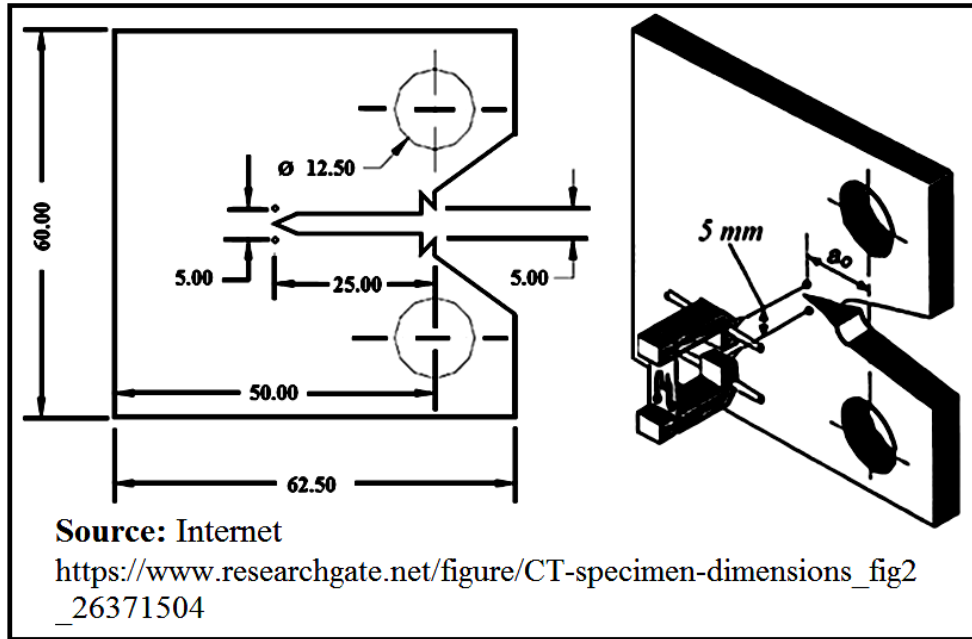 Ø 12.50
60.00
5.00
25.00
5.00
50.00
62.50
5 mm
a₀
Source: Internet
https://www.researchgate.net/figure/CT-specimen-dimensions_fig2
_26371504